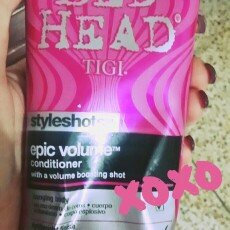 BED
HEAD
TIGI
styleshots
epic volume™
conditioner
with a volume boosting shot
xoxo